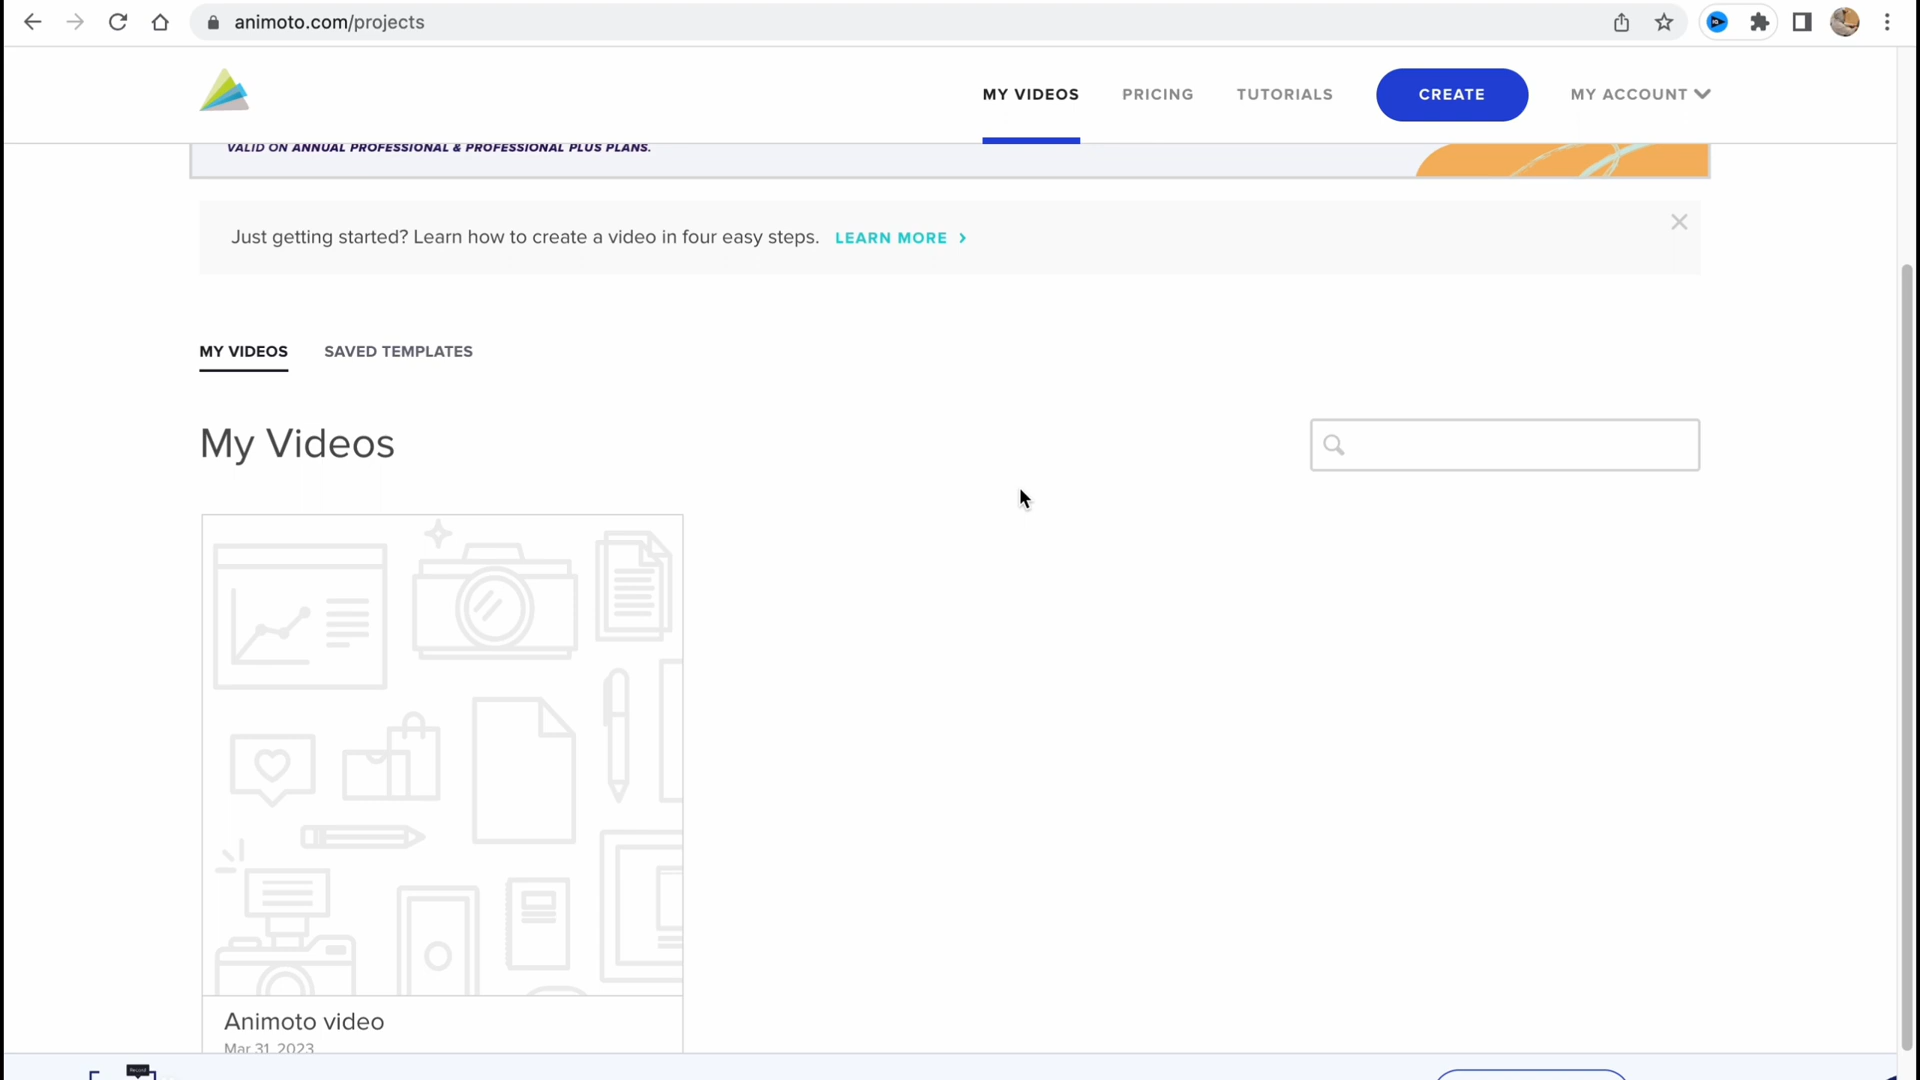 animoto.com/projects
MY VIDEOS PRICING TUTORIALS CREATE MY ACCOUNT
VALID ON ANNUAL PROFESSIONAL & PROFESSIONAL PLUS PLANS.
Just getting started? Learn how to create a video in four easy steps. LEARN MORE >
MY VIDEOS SAVED TEMPLATES
My Videos
Animoto video
Mar 31, 2023